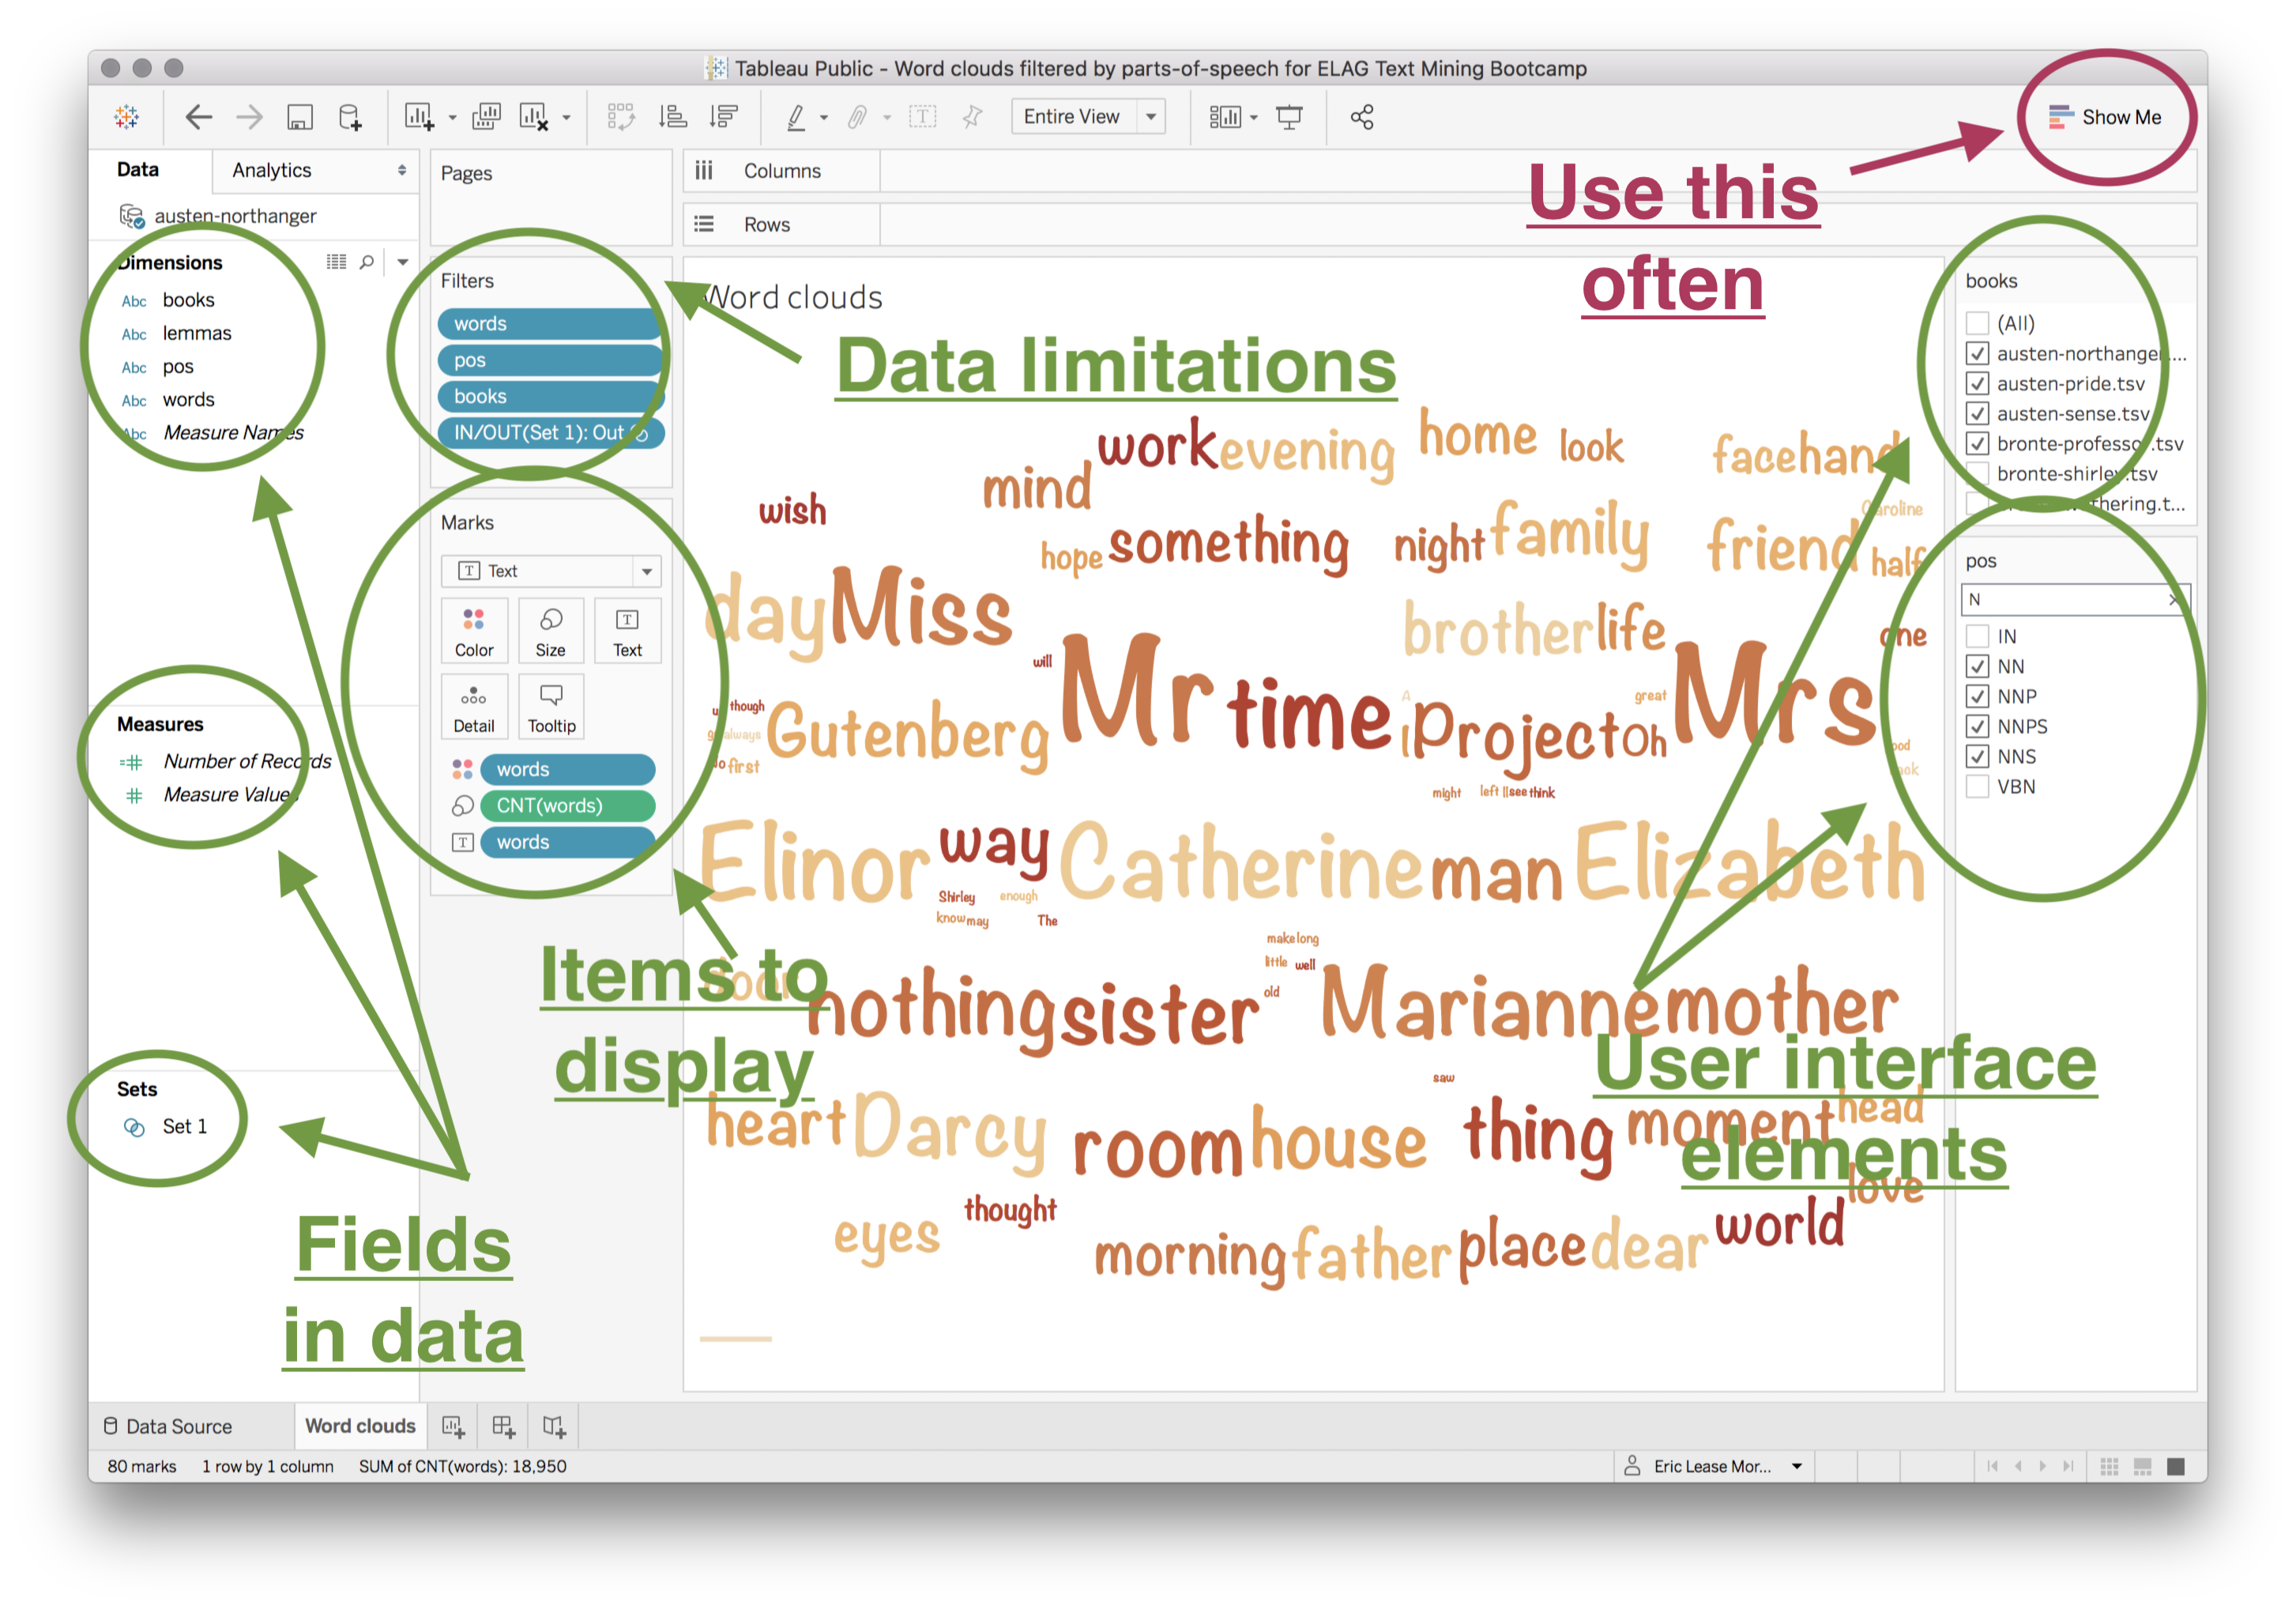 Tableau Public - Word clouds filtered by parts-of-speech for ELAG Text Mining Bootcamp
Entire View
Show Me
Data
Analytics
austen-northanger
Dimensions
Abc books
Abc lemmas
Abc pos
Abc words
Abc Measure Names
Measures
Number of Records
Measure Values
Sets
Set 1
Pages
Filters
words
pos
books
IN/OUT(Set 1): Out
Marks
Text
Color
Size
Text
Detail
Tooltip
words
CNT(words)
words
Columns
Rows
Use this
often
Data limitations
Items to
display
Fields
in data
User interface
elements
Word clouds
work evening home look face hand
mind
wish
Caroline
something night family friend half
hope
day Miss
brother life one
will
Mr time Mrs
A
great
though
always
Gutenberg
i Project Oh
first
might left ll see think
Elinor way Catherine man Elizabeth
Shirley enough
know may The
make long
little well
old
door
nothing sister Marianne mother
saw
heart Darcy room house thing moment head
love
eyes thought
morning father place dear world
books
(All)
austen-northanger....
austen-pride.tsv
austen-sense.tsv
bronte-professor.tsv
bronte-shirley.tsv
thering.t...
pos
N
IN
NN
NNP
NNPS
NNS
VBN
Data Source
Word clouds
80 marks 1 row by 1 column SUM of CNT(words): 18,950
Eric Lease Mor...